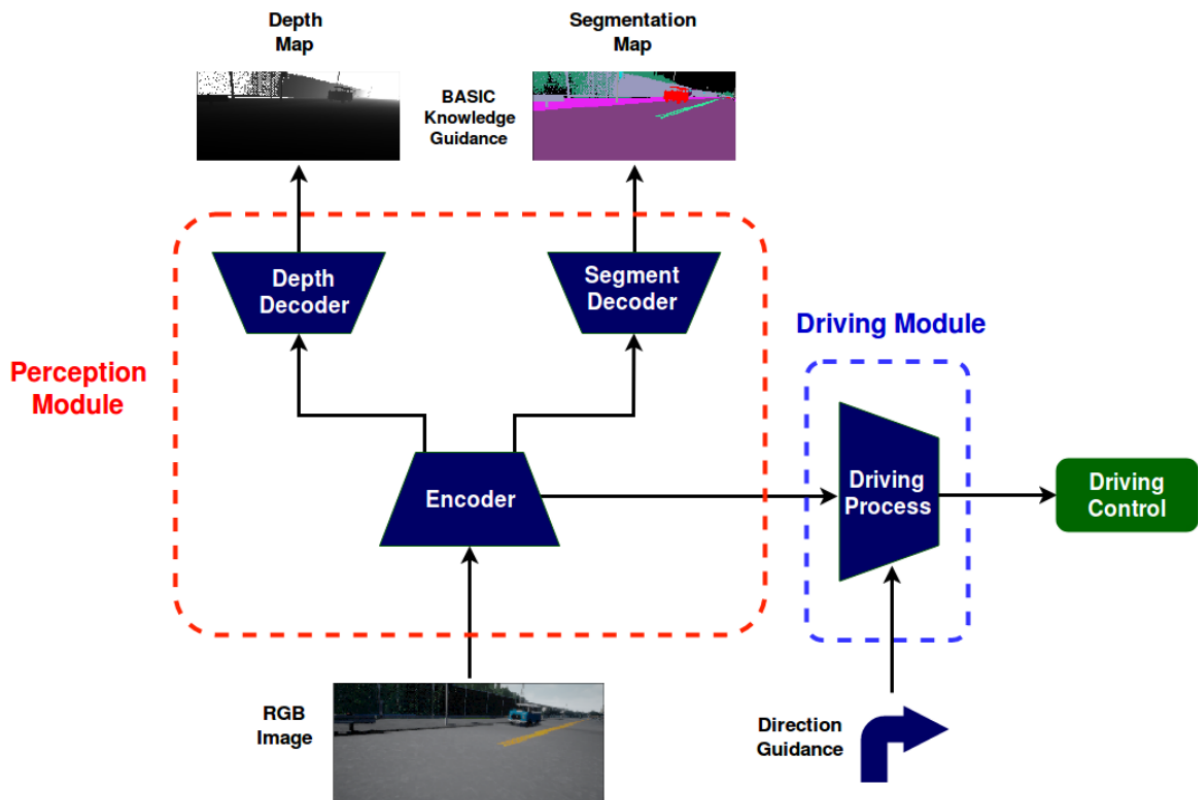 Depth
Map
Segmentation
Map
BASIC
Knowledge
Guidance
Depth
Decoder
Segment
Decoder
Driving Module
Perception
Module
Encoder
Driving
Process
Driving
Control
RGB
Image
Direction
Guidance